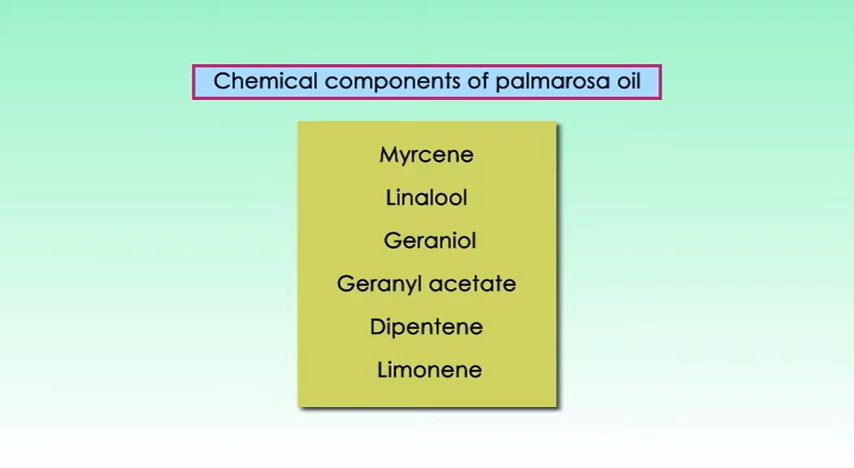 Chemical components of palmarosa oil
Myrcene
Linalool
Geraniol
Geranyl acetate
Dipentene
Limonene